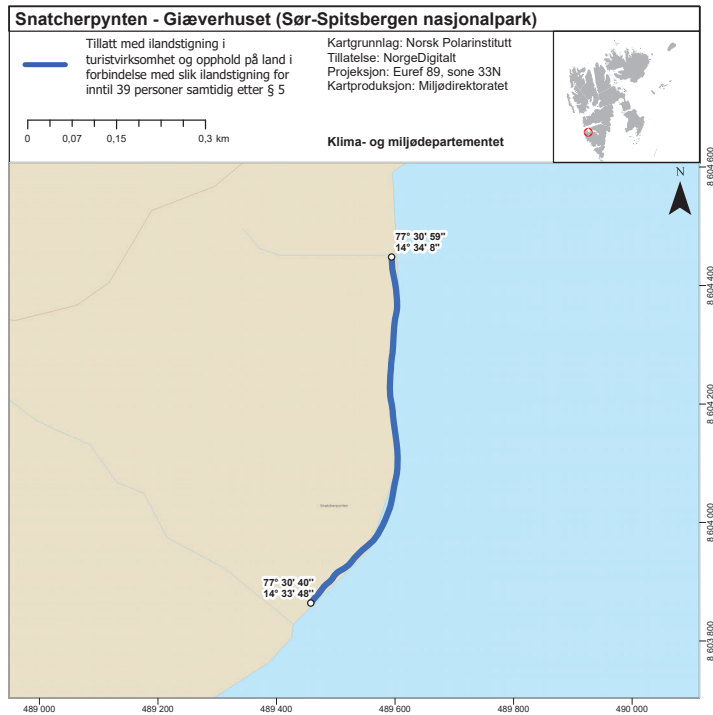 Snatcherpynten - Giæverhuset (Sør-Spitsbergen nasjonalpark)
Tillatt med ilandstigning i
turistvirksomhet og opphold på land i
forbindelse med slik ilandstigning for
inntil 39 personer samtidig etter § 5
0 0,07 0,15 0,3 km
Kartgrunnlag: Norsk Polarinstitutt
Tillatelse: NorgeDigitalt
Projeksjon: Euref 89, sone 33N
Kartproduksjon: Miljødirektoratet
Klima- og miljødepartementet
N
77° 30' 59"
14° 34' 8"
Snatcherpynten
77° 30' 40"
14° 33' 48"
8 604 600
8 604 400
8 604 200
8 604 000
8 603 800
489 000 489 200 489 400 489 600 489 800 490 000